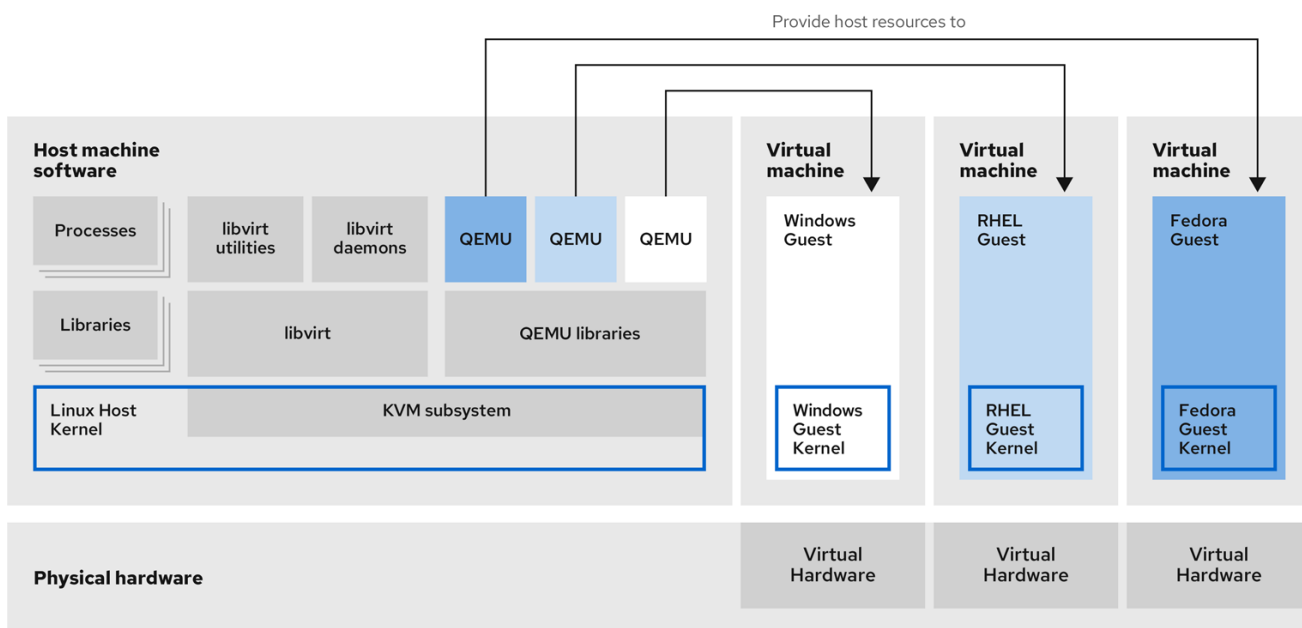 Provide host resources to
Host machine
software
Processes
libvirt
utilities
libvirt
daemons
QEMU
QEMU
QEMU
Libraries
libvirt
QEMU libraries
Linux Host
Kernel
KVM subsystem
Virtual
machine
Windows
Guest
Windows
Guest
Kernel
Virtual
machine
RHEL
Guest
RHEL
Guest
Kernel
Virtual
machine
Fedora
Guest
Fedora
Guest
Kernel
Physical hardware
Virtual
Hardware
Virtual
Hardware
Virtual
Hardware